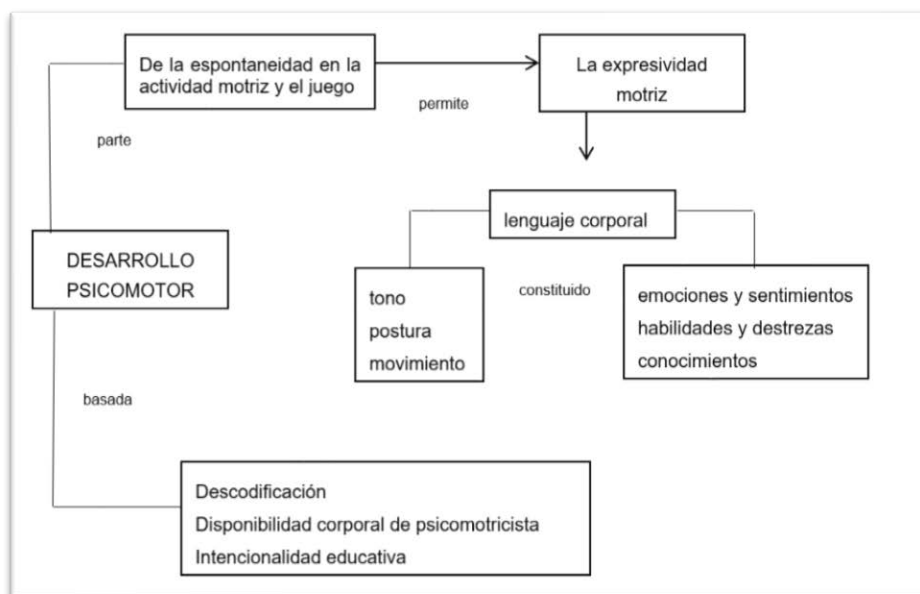 De la espontaneidad en la
actividad motriz y el juego
permite
La expresividad
motriz
parte
lenguaje corporal
DESARROLLO
PSICOMOTOR
tono
postura
movimiento
constituido
emociones y sentimientos
habilidades y destrezas
conocimientos
basada
Descodificación
Disponibilidad corporal de psicomotricista
Intencionalidad educativa